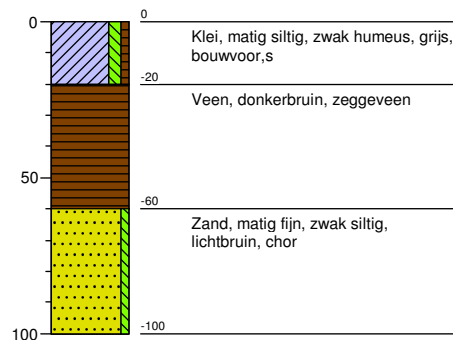 0
0
Klei, matig siltig, zwak humeus, grijs,
bouwvoor,s
-20
Veen, donkerbruin, zeggeveen
50
-60
Zand, matig fijn, zwak siltig,
lichtbruin, chor
100
-100